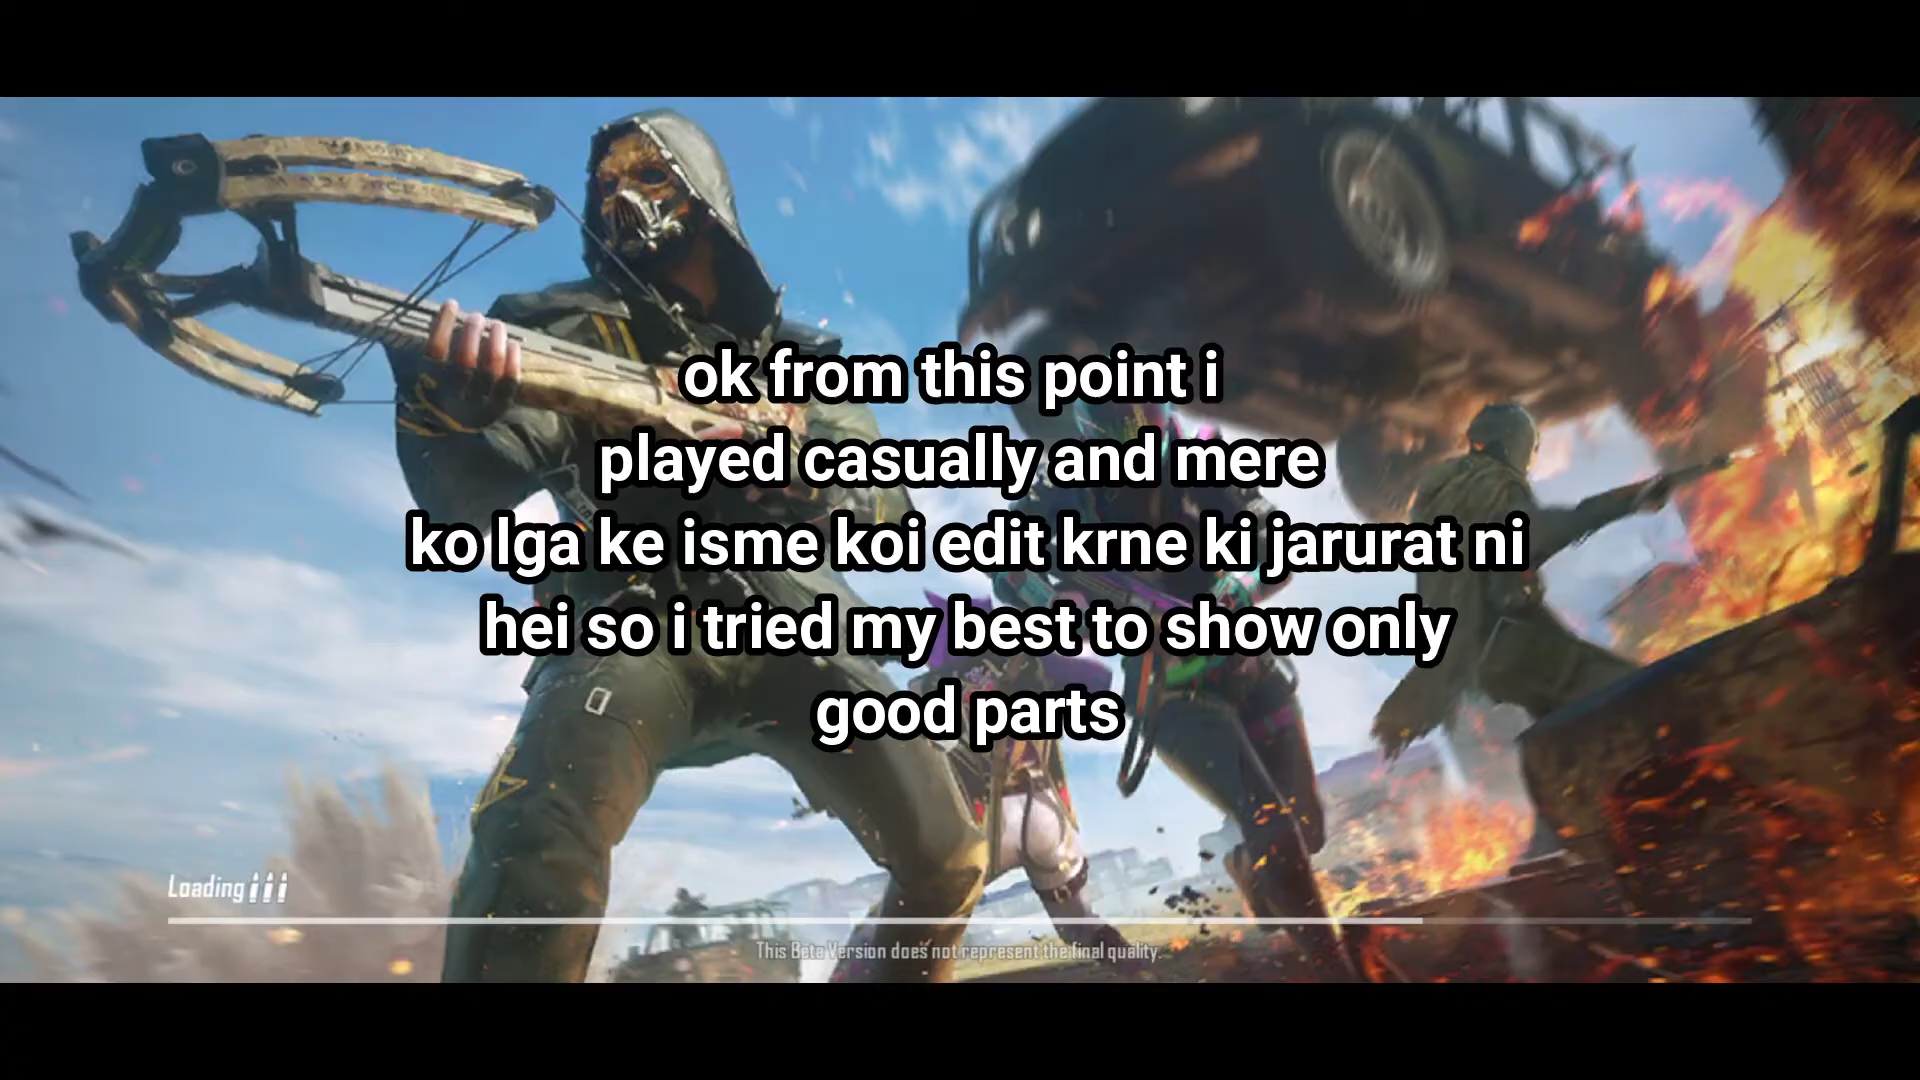 ok from this point i
played casually and mere
ko lga ke isme koi edit krne ki jarurat ni
hei so i tried my best to show only
good parts
Loading
This Beta Version does not represent the final quality.